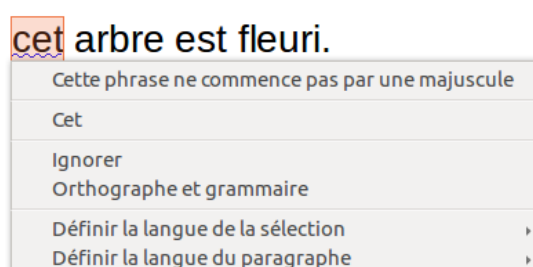 cet arbre est fleuri.
Cette phrase ne commence pas par une majuscule
Cet
Ignorer
Orthographe et grammaire
Définir la langue de la sélection
Définir la langue du paragraphe